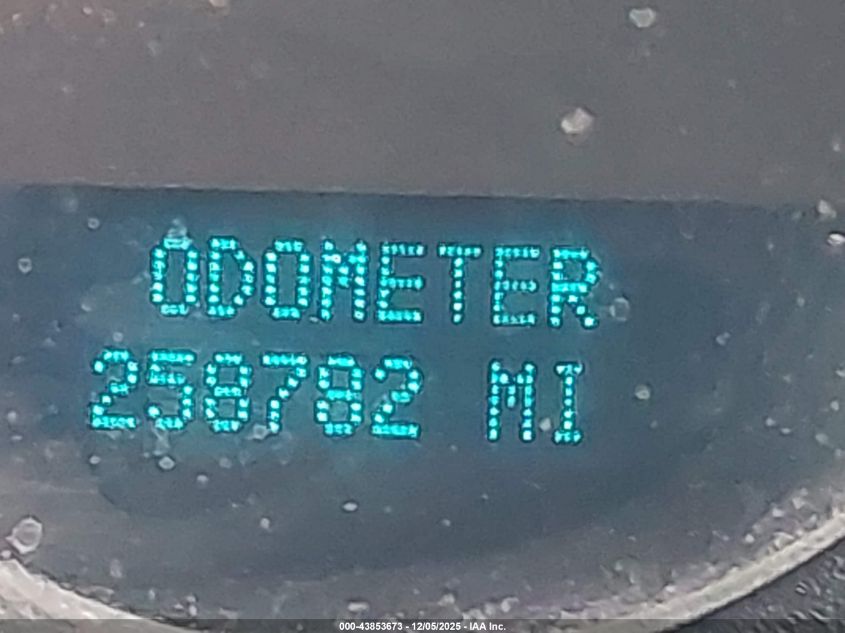 ODOMETER
258782 MI
000-43853673 - 12/05/2025 - IAA Inc.